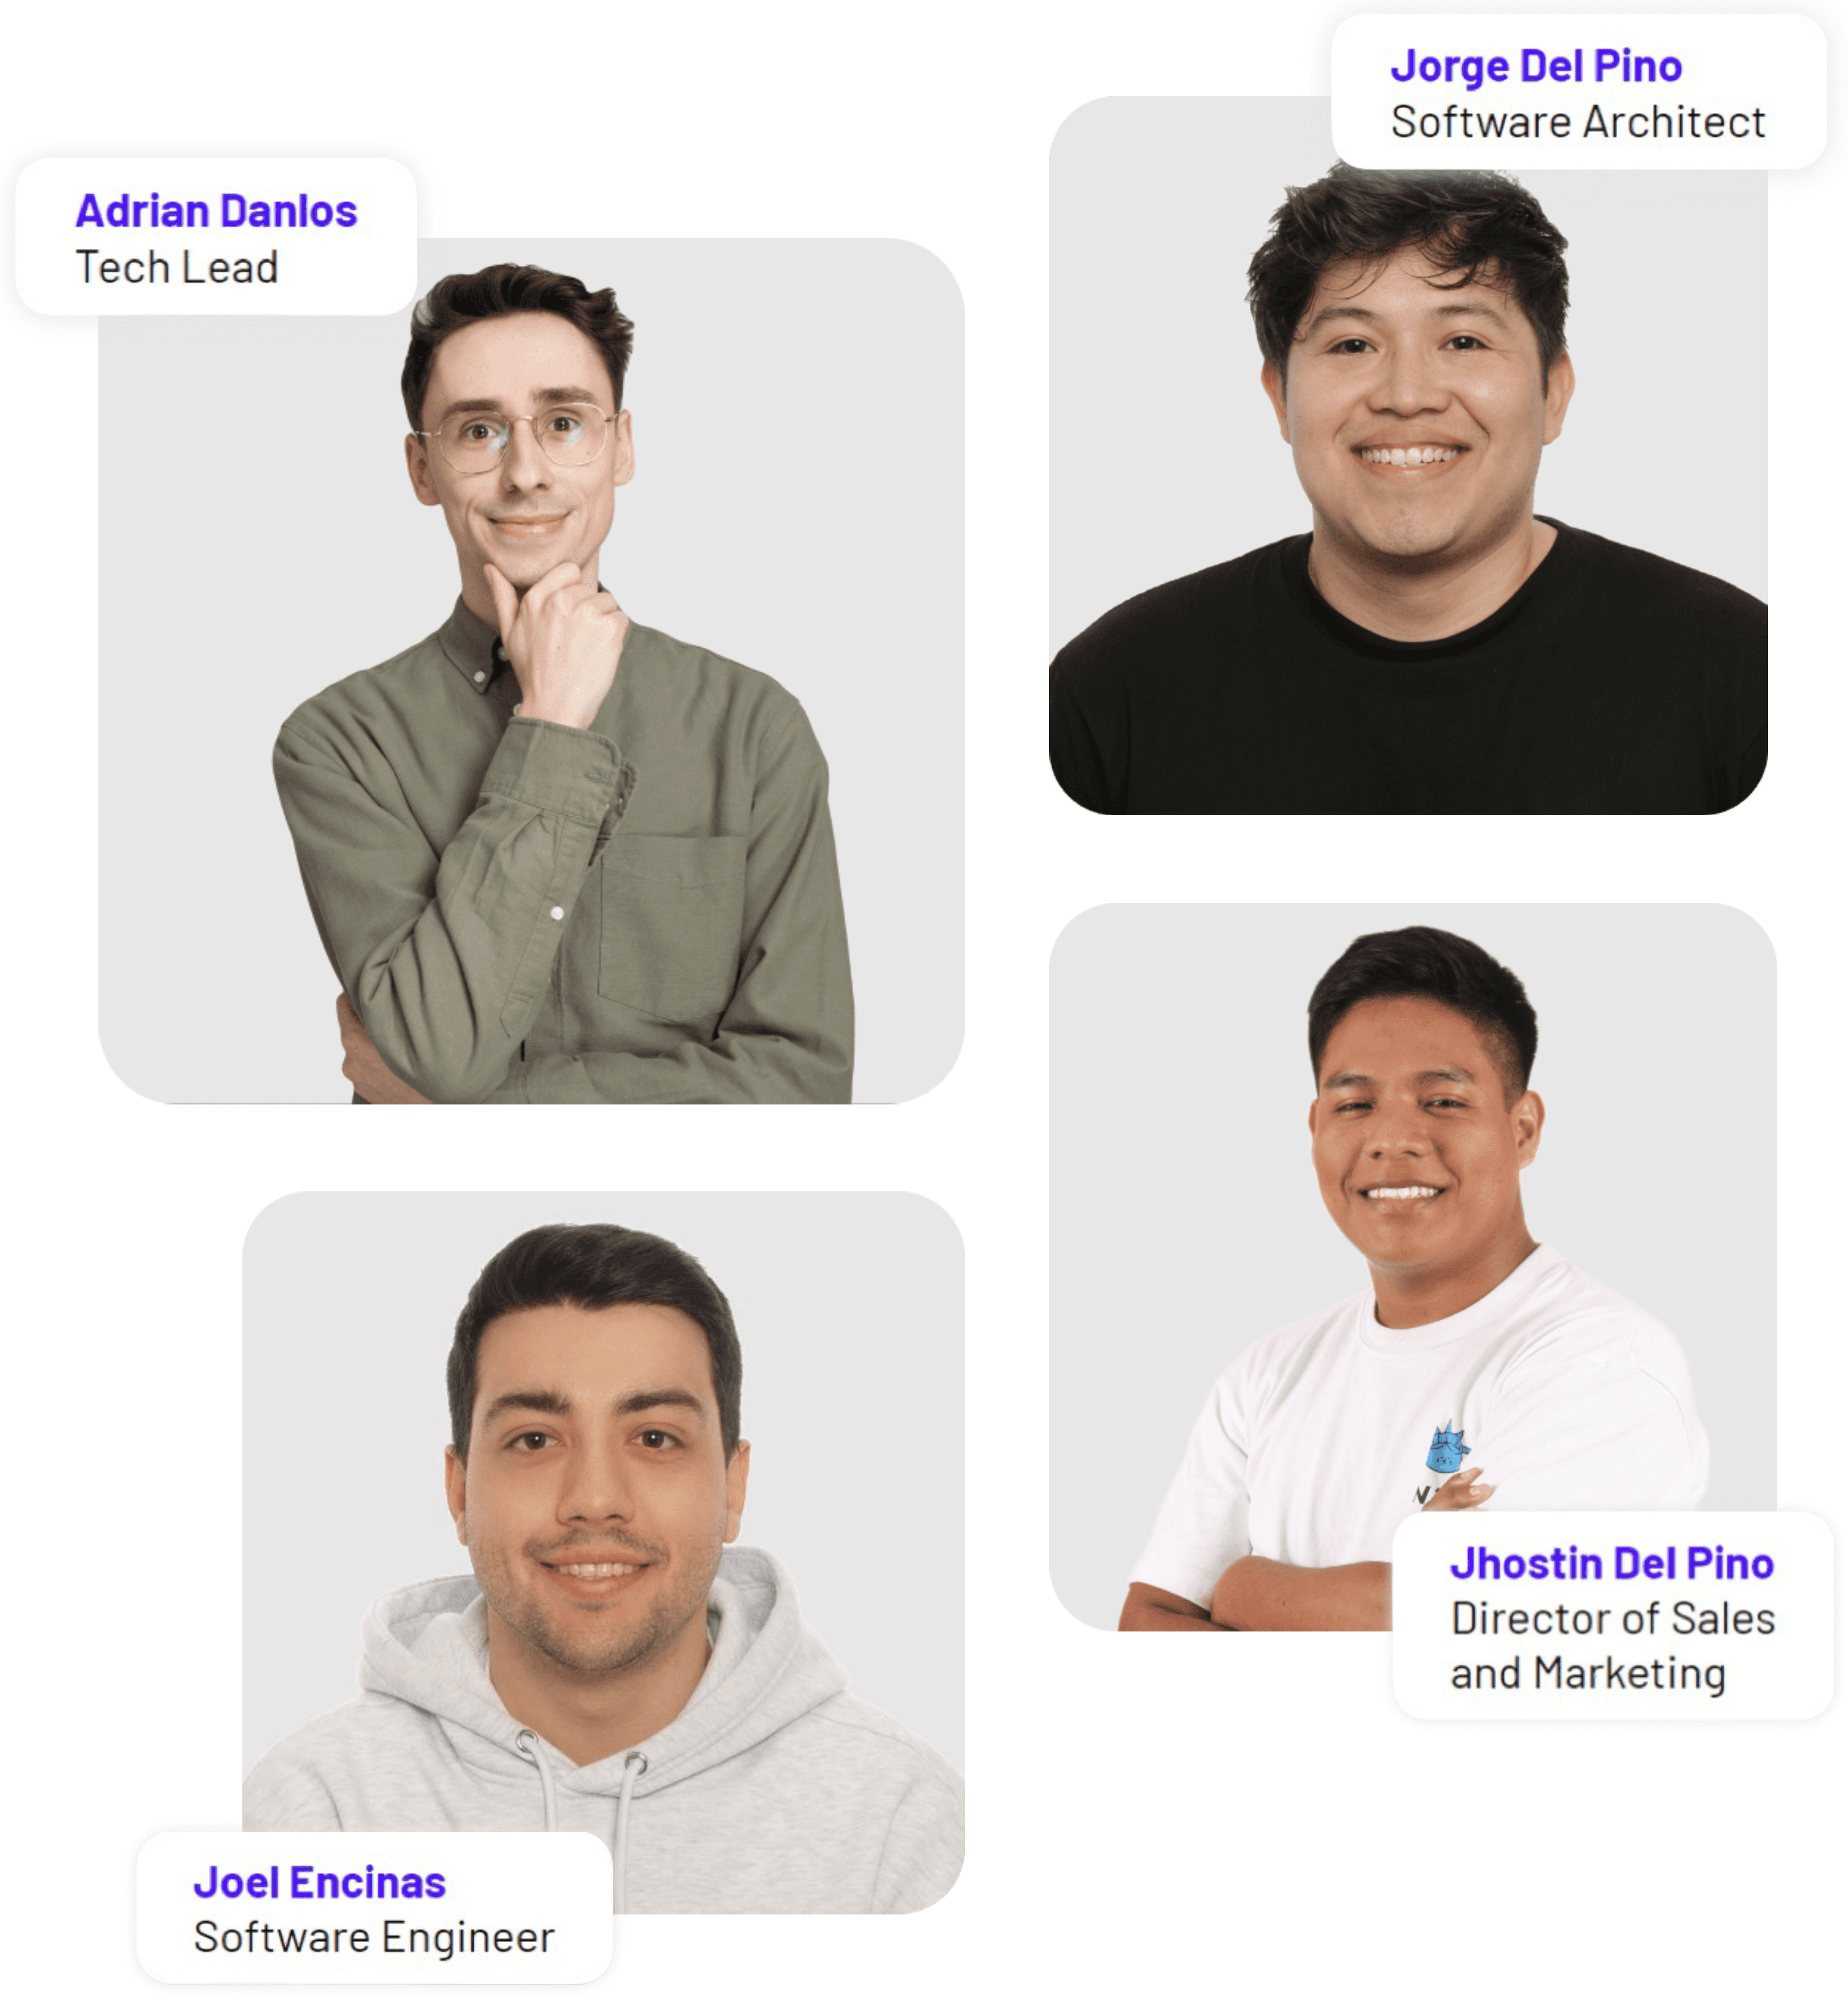 Adrian Danlos
Tech Lead
Jorge Del Pino
Software Architect
Joel Encinas
Software Engineer
Jhostin Del Pino
Director of Sales
and Marketing